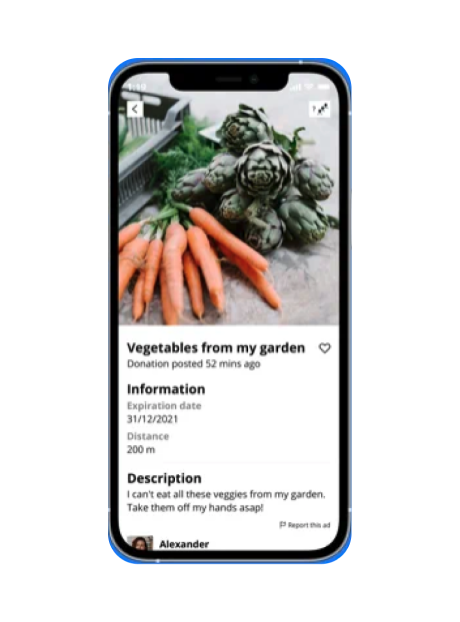 Vegetables from my garden
Donation posted 52 mins ago
Information
Expiration date
31/12/2021
Distance
200 m
Description
I can't eat all these veggies from my garden.
Take them off my hands asap!
Report this ad
Alexander